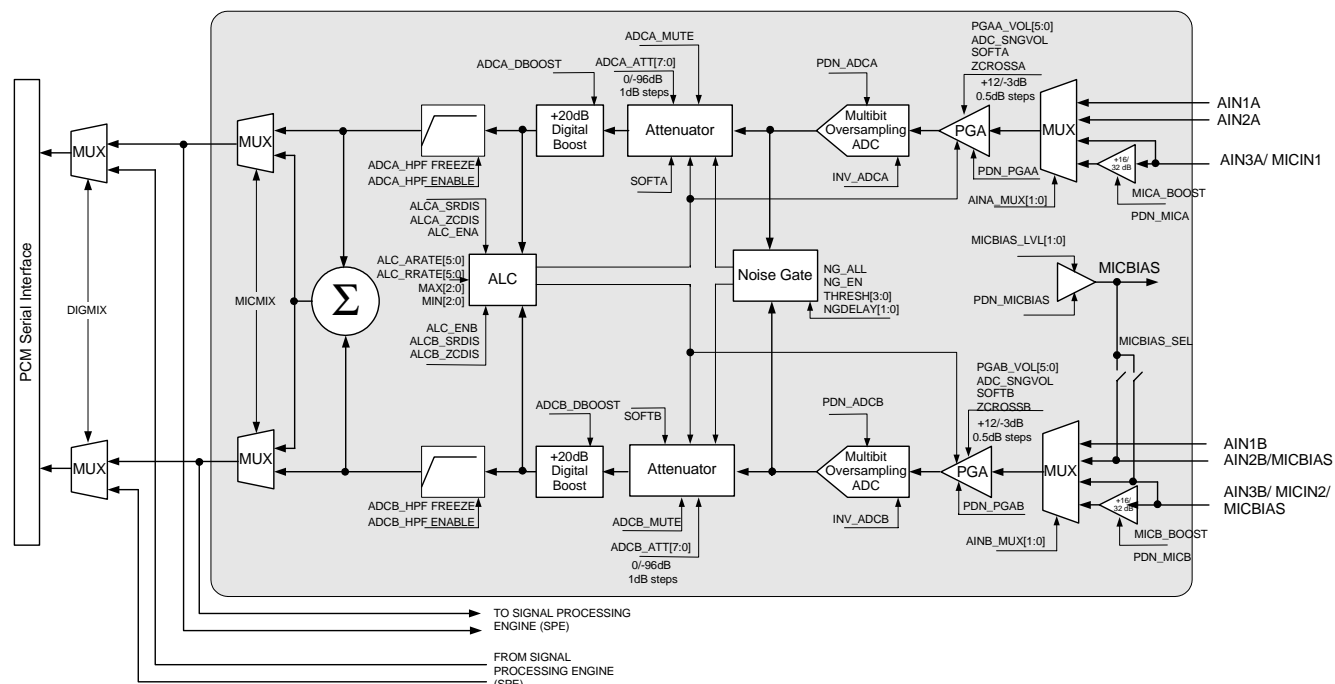 PCM Serial Interface
MUX
MUX
DIGMIX
MUX
MUX
MICMIX
Σ
ADCA_HPF FREEZE
ADCA_HPF ENABLE
ALCA_SRDIS
ALCA_ZCDIS
ALC_ENA
ALC_ARATE[5:0]
ALC_RRATE[5:0]
MAX[2:0]
MIN[2:0]
ALC_ENB
ALCB_SRDIS
ALCB_ZCDIS
ALC
ADCB_HPF FREEZE
ADCB_HPF ENABLE
ADCA_DBOOST
+20dB
Digital
Boost
ADCA_MUTE
ADCA_ATT[7:0]
0/-96dB
1dB steps
Attenuator
SOFTA
PDN_ADCA
Multibit
Oversampling
ADC
INV_ADCA
PGAA_VOL[5:0]
ADC_SNGVOL
SOFTA
ZCROSSA
+12/-3dB
0.5dB steps
PGA
PDN_PGAA
MUX
AINA_MUX[1:0]
AIN1A
AIN2A
AIN3A/ MICIN1
+16/
32 dB
MICA_BOOST
PDN_MICA
Noise Gate
NG_ALL
NG_EN
THRESH[3:0]
NGDELAY[1:0]
MICBIAS_LVL[1:0]
MICBIAS
PDN_MICBIAS
MICBIAS_SEL
ADCB_DBOOST
+20dB
Digital
Boost
SOFTB
Attenuator
ADCB_MUTE
ADCB_ATT[7:0]
0/-96dB
1dB steps
PDN_ADCB
Multibit
Oversampling
ADC
INV_ADCB
PGAB_VOL[5:0]
ADC_SNGVOL
SOFTB
ZCROSSB
+12/-3dB
0.5dB steps
PGA
PDN_PGAB
MUX
AINB_MUX[1:0]
AIN1B
AIN2B/MICBIAS
AIN3B/ MICIN2/
MICBIAS
+16/
32 dB
MICB_BOOST
PDN_MICB
TO SIGNAL PROCESSING
ENGINE (SPE)
FROM SIGNAL
PROCESSING ENGINE
(SPE)